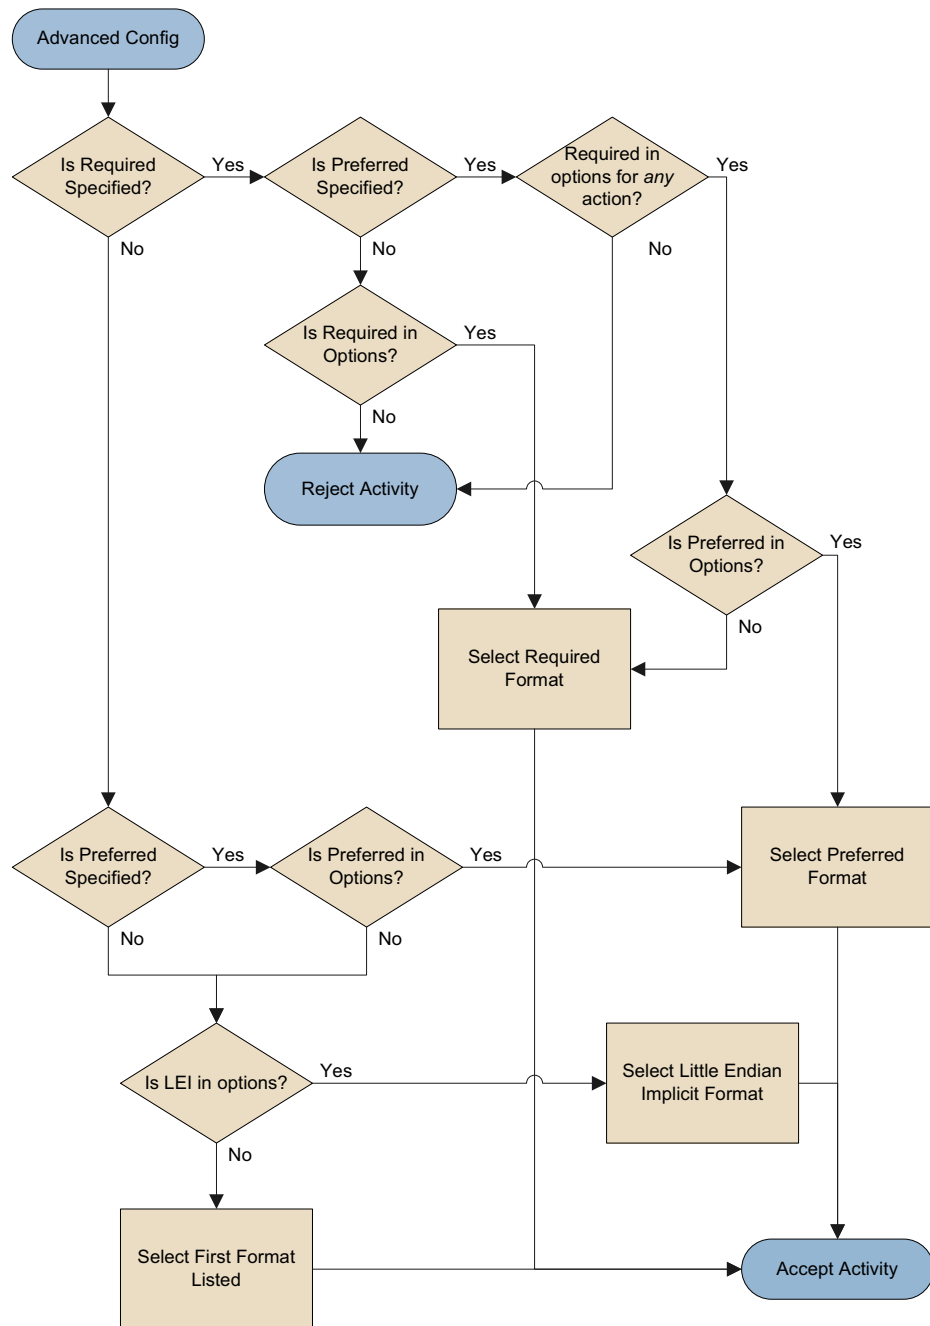 Advanced Config
Is Required
Specified?
Yes
Is Preferred
Specified?
Yes
Required in
options for any
action?
Yes
No
No
No
Is Required in
Options?
Yes
No
Reject Activity
Is Preferred in
Options?
Yes
No
Select Required
Format
Is Preferred
Specified?
Yes
Is Preferred in
Options?
Yes
Select Preferred
Format
No
No
Is LEI in options?
Yes
Select Little Endian
Implicit Format
No
Select First Format
Listed
Accept Activity